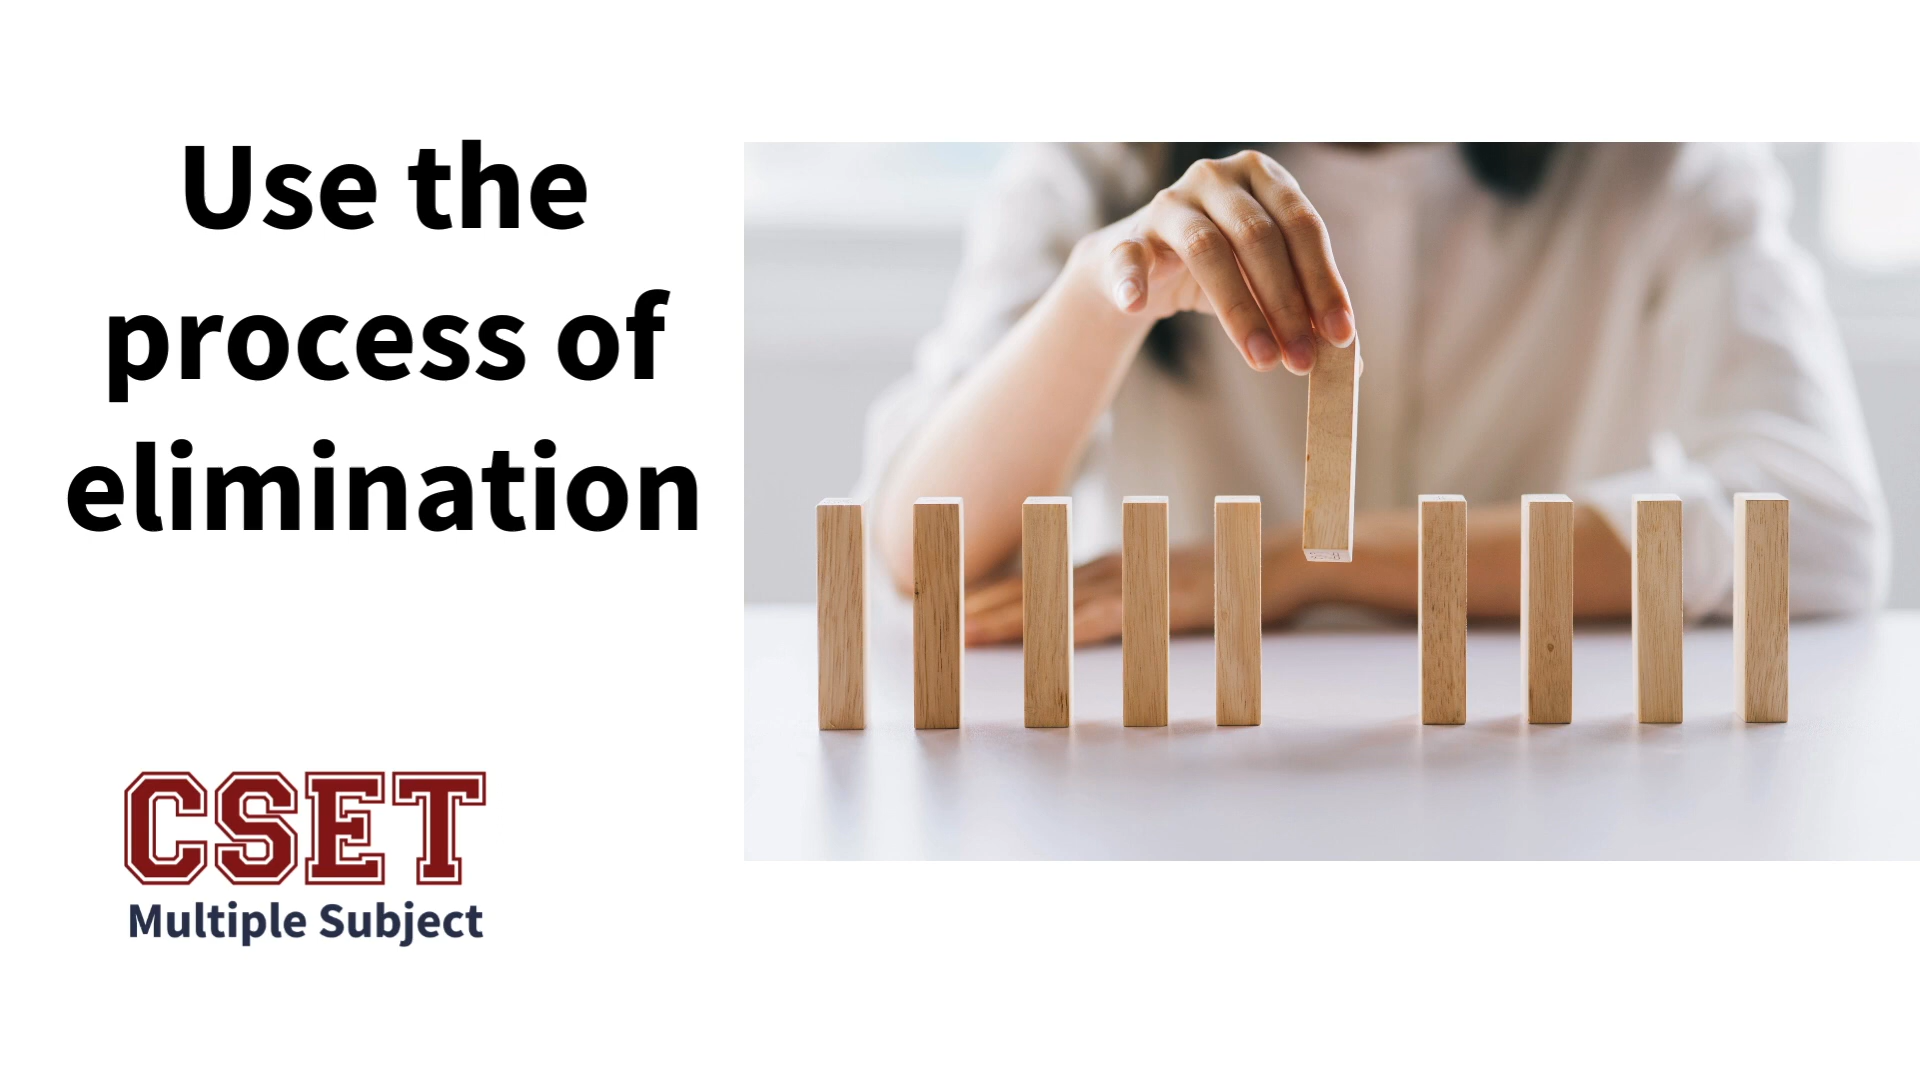 Use the
process of
elimination
CSET
Multiple Subject